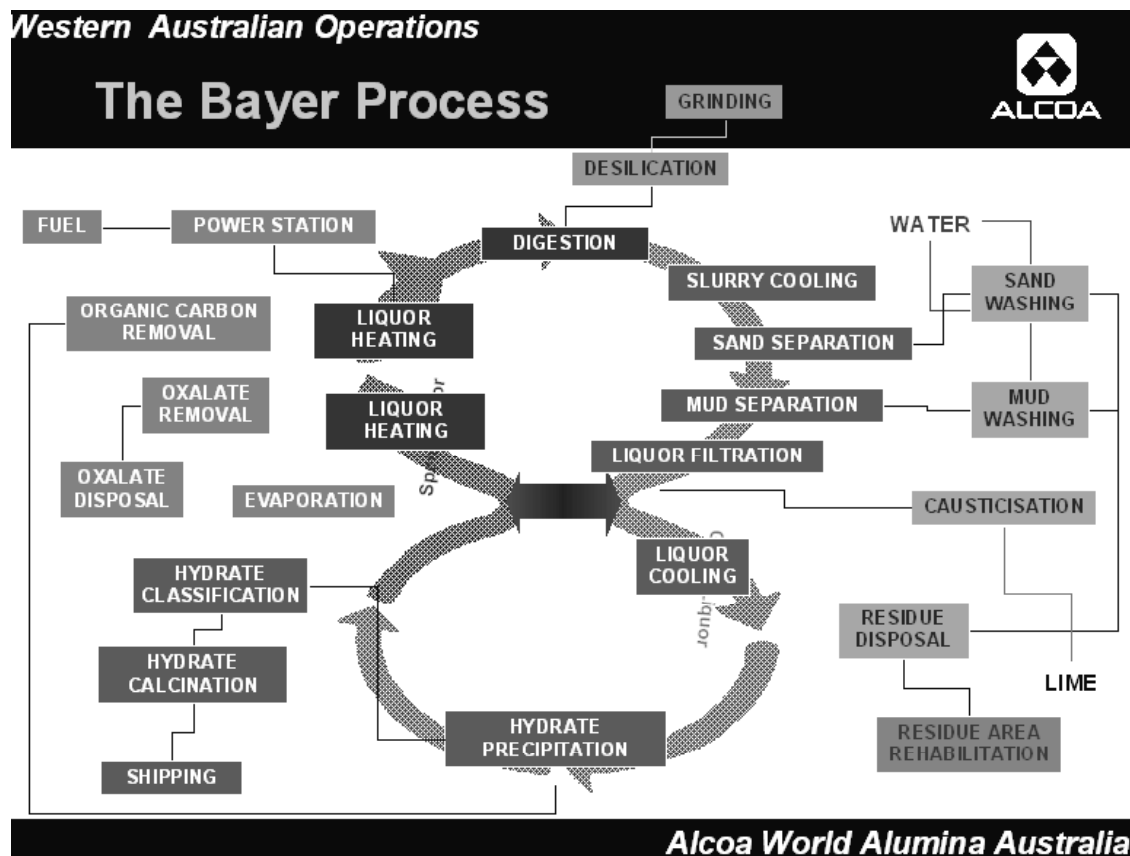 Western Australian Operations
The Bayer Process
ALCOA
GRINDING
DESILICATION
FUEL
POWER STATION
DIGESTION
WATER
SLURRY COOLING
SAND
WASHING
ORGANIC CARBON
REMOVAL
LIQUOR
HEATING
SAND SEPARATION
OXALATE
REMOVAL
LIQUOR
HEATING
MUD SEPARATION
MUD
WASHING
LIQUOR FILTRATION
OXALATE
DISPOSAL
EVAPORATION
CAUSTICISATION
HYDRATE
CLASSIFICATION
LIQUOR
COOLING
RESIDUE
DISPOSAL
HYDRATE
CALCINATION
LIME
HYDRATE
PRECIPITATION
RESIDUE AREA
REHABILITATION
SHIPPING
Alcoa World Alumina Australia